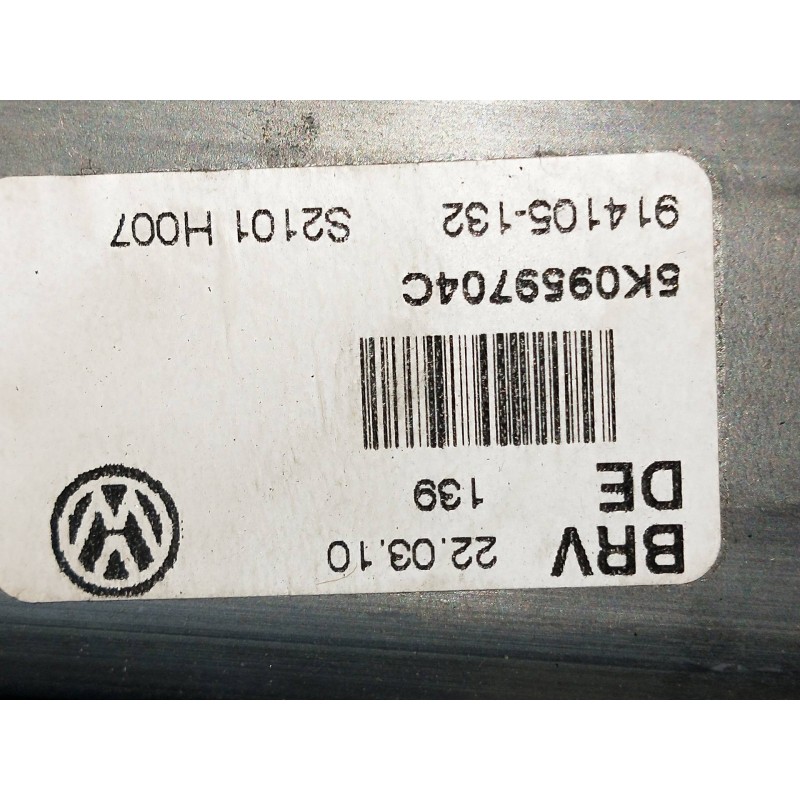 BRV 22.03.10
DE 139
5K0959704C
914105-132 S2101 H007